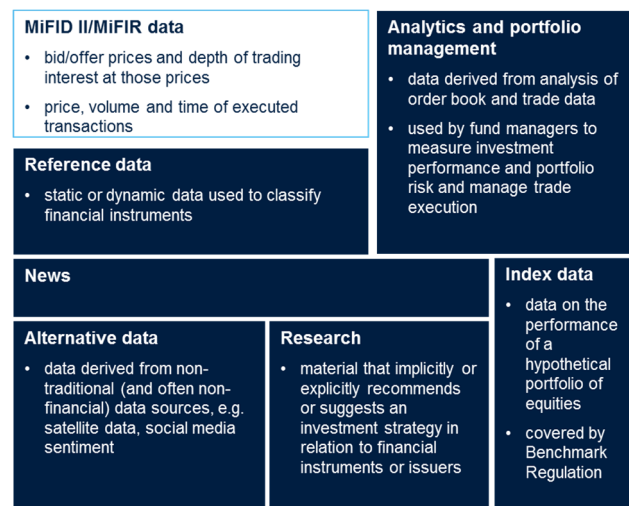 MiFID II/MiFIR data
• bid/offer prices and depth of trading
interest at those prices
• price, volume and time of executed
transactions
Analytics and portfolio
management
• data derived from analysis of
order book and trade data
• used by fund managers to
measure investment
performance and portfolio
risk and manage trade
execution
Reference data
• static or dynamic data used to classify
financial instruments
News
Index data
• data on the
performance
of a
hypothetical
portfolio of
equities
• covered by
Benchmark
Regulation
Alternative data
• data derived from non-
traditional (and often non-
financial) data sources, e.g.
satellite data, social media
sentiment
Research
• material that implicitly or
explicitly recommends
or suggests an
investment strategy in
relation to financial
instruments or issuers